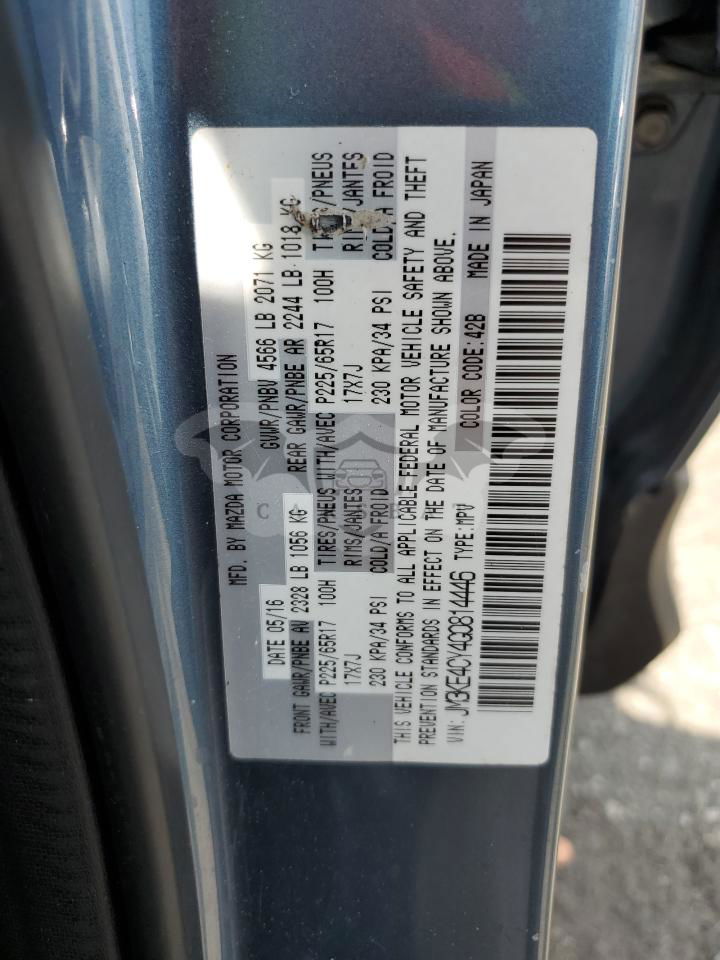 MFD. BY MAZDA MOTOR CORPORATION
DATE 05/16 GVWR/PNBV 4566 LB 2071 KG
FRONT GAWR/PNBE AV 2328 LB 1056 KG REAR GAWR/PNBE AR 2244 LB 1018 KG
WITH/AVEC P225/65R17 100H TIRES/PNEUS WITH/AVEC P225/65R17 100H /PNEUS
17X7J RIMS/JANTES 17X7J RIMS/JANTES
230 KPA/34 PSI COLD/A FROID 230 KPA/34 PSI COLD/A FROID
THIS VEHICLE CONFORMS TO ALL APPLICABLE FEDERAL MOTOR VEHICLE SAFETY AND THEFT
PREVENTION STANDARDS IN EFFECT ON THE DATE OF MANUFACTURE SHOWN ABOVE.
VIN: JM3KE4CY4G0814446 TYPE: MPV COLOR CODE: 42B MADE IN JAPAN